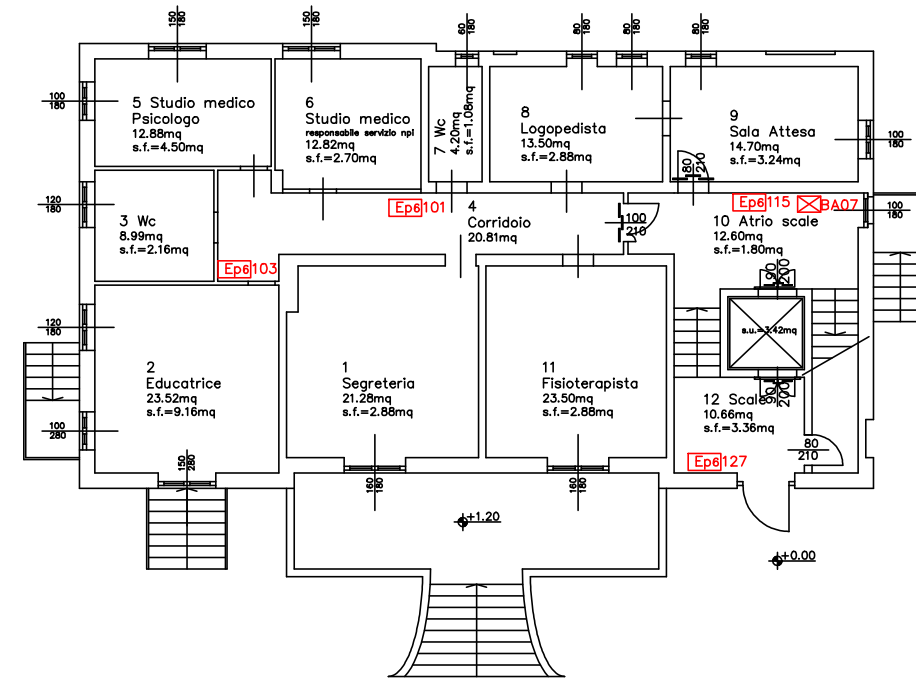 150
180
150
180
60
180
80
180
80
180
80
180
100
180
5 Studio medico
Psicologo
12.88mq
s.f.=4.50mq
6
Studio medico
responsabile servizio npi
12.82mq
s.f.=2.70mq
7 Wc
4.20mq
s.f.=1.08mq
8
Logopedista
13.50mq
s.f.=2.88mq
9
Sala Attesa
14.70mq
s.f.=3.24mq
100
180
80
210
120
180
3 Wc
8.99mq
s.f.=2.16mq
Ep6 101
4
Corridoio
20.81mq
100
210
Ep6 115
BA07
100
180
10 Atrio scale
12.60mq
s.f.=1.80mq
Ep6 103
90
200
120
180
s.u.=3.42mq
2
Educatrice
23.52mq
s.f.=9.16mq
1
Segreteria
21.28mq
s.f.=2.88mq
11
Fisioterapista
23.50mq
s.f.=2.88mq
90
200
12 Scale
10.66mq
s.f.=3.36mq
100
280
80
210
Ep6 127
150
280
160
180
160
180
+1.20
+0.00